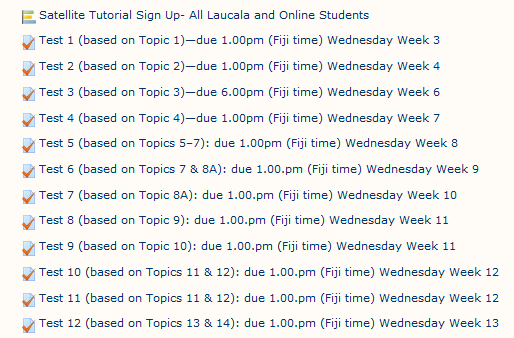 Satellite Tutorial Sign Up- All Laucala and Online Students
Test 1 (based on Topic 1)—due 1.00pm (Fiji time) Wednesday Week 3
Test 2 (based on Topic 2)—due 1.00pm (Fiji time) Wednesday Week 4
Test 3 (based on Topic 3)—due 6.00pm (Fiji time) Wednesday Week 6
Test 4 (based on Topic 4)—due 1.00pm (Fiji time) Wednesday Week 7
Test 5 (based on Topics 5–7): due 1.00pm (Fiji time) Wednesday Week 8
Test 6 (based on Topics 7 & 8A): due 1.00.pm (Fiji time) Wednesday Week 9
Test 7 (based on Topic 8A): due 1.00.pm (Fiji time) Wednesday Week 10
Test 8 (based on Topic 9): due 1.00.pm (Fiji time) Wednesday Week 11
Test 9 (based on Topic 10): due 1.00.pm (Fiji time) Wednesday Week 11
Test 10 (based on Topics 11 & 12): due 1.00.pm (Fiji time) Wednesday Week 12
Test 11 (based on Topics 11 & 12): due 1.00.pm (Fiji time) Wednesday Week 12
Test 12 (based on Topics 13 & 14): due 1.00.pm (Fiji time) Wednesday Week 13